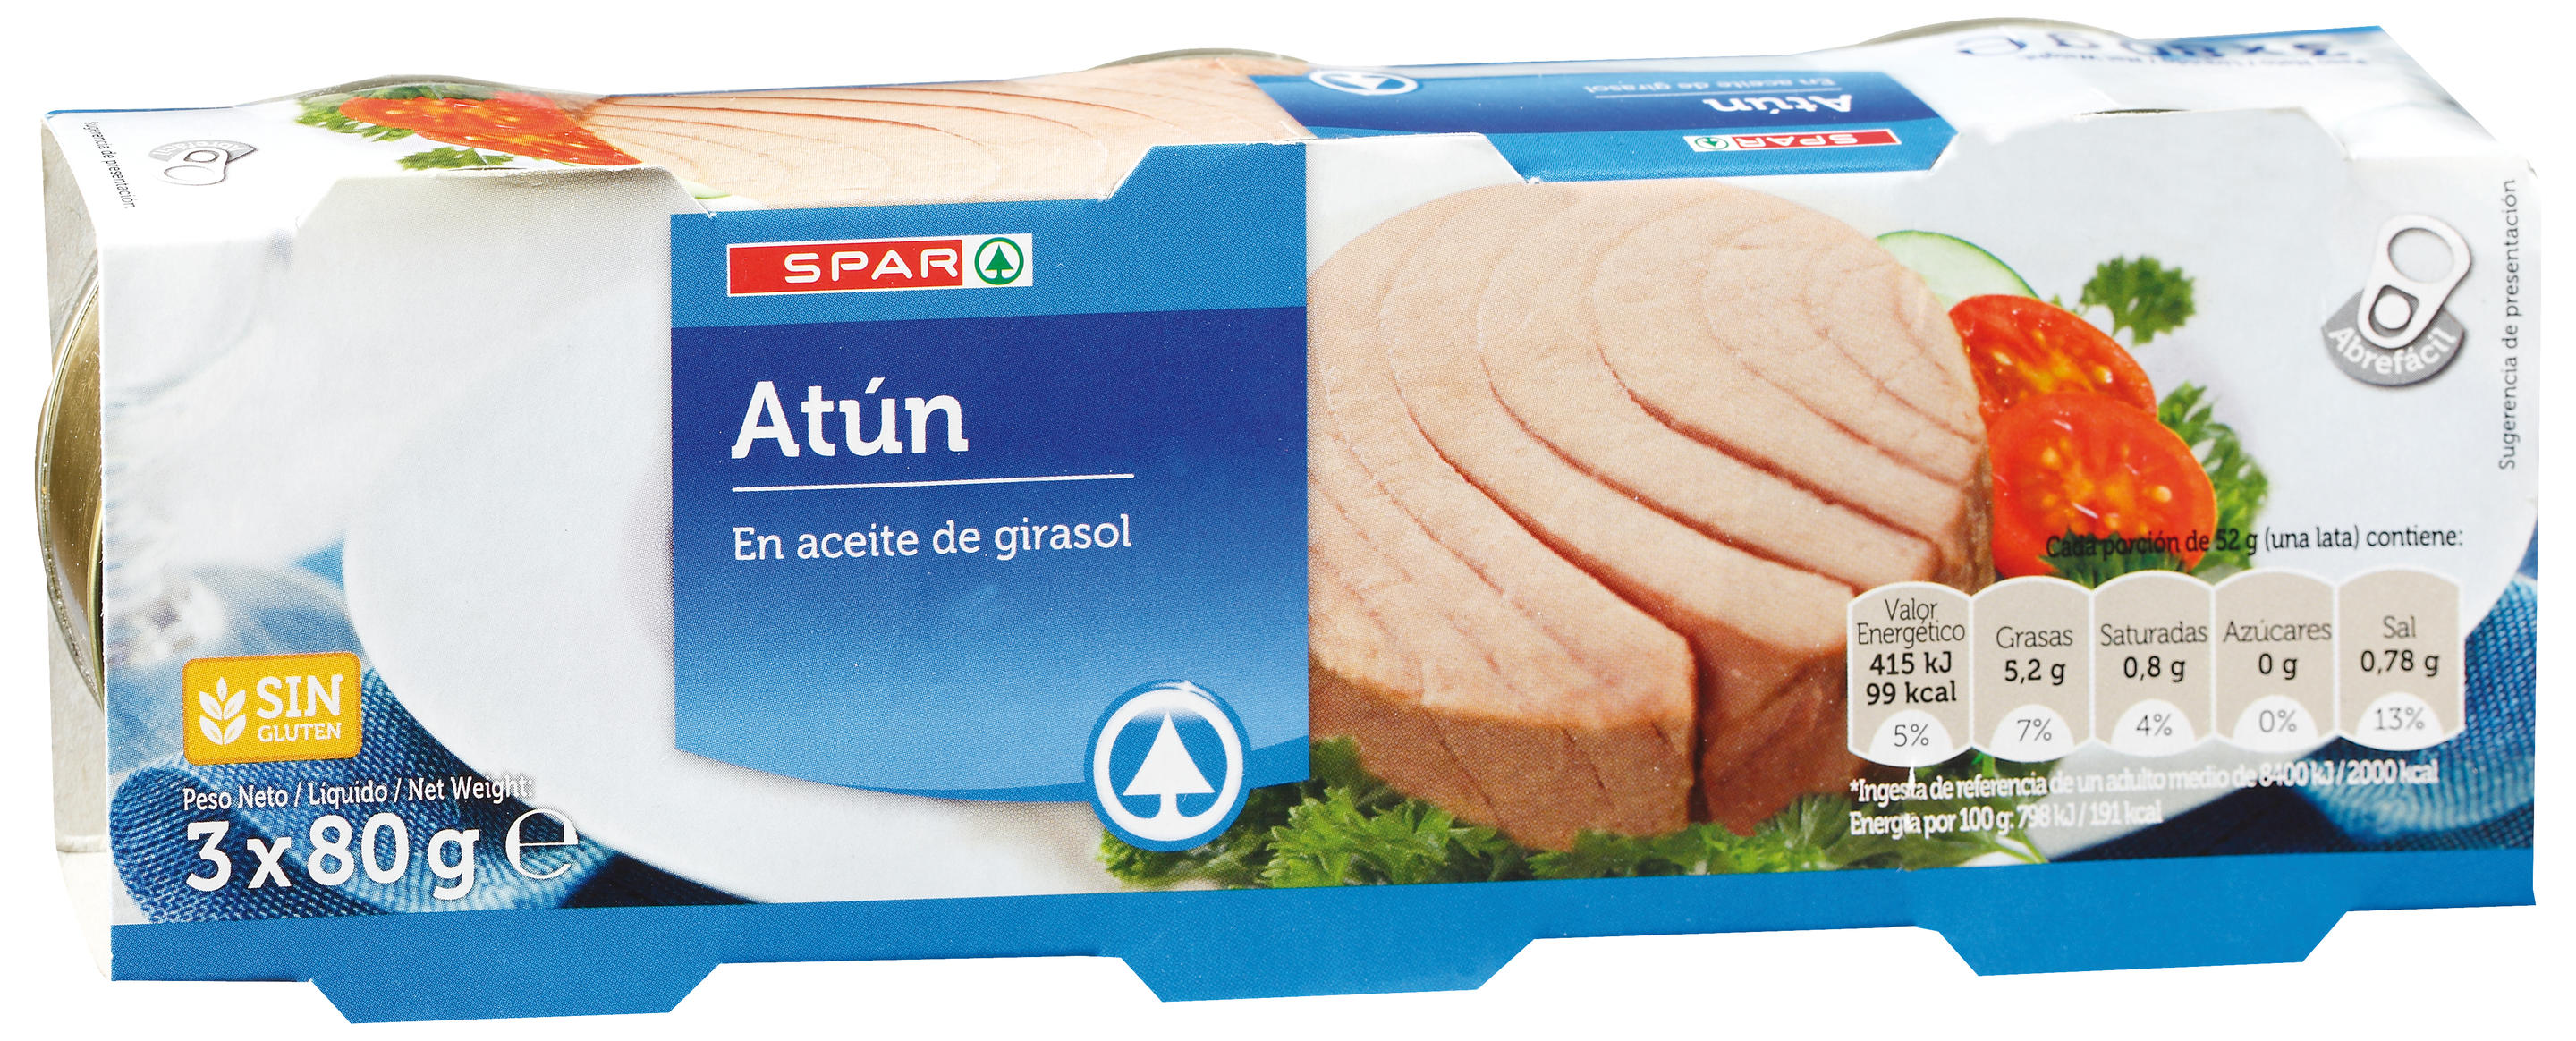 Sugerencia de presentación
Abrefácil
En aceite de girasol
Atún
SPAR
SPAR
Atún
En aceite de girasol
Abrefácil
Sugerencia de presentación
SIN
GLUTEN
Peso Neto / Líquido / Net Weight:
3 x 80 g e
Cada porción de 52 g (una lata) contiene:
Valor Energético 415 kJ 99 kcal 5%
Grasas 5,2 g 7%
Saturadas 0,8 g 4%
Azúcares 0 g 0%
Sal 0,78 g 13%
*Ingesta de referencia de un adulto medio de 8400 kJ / 2000 kcal
Energía por 100 g: 798 kJ / 191 kcal